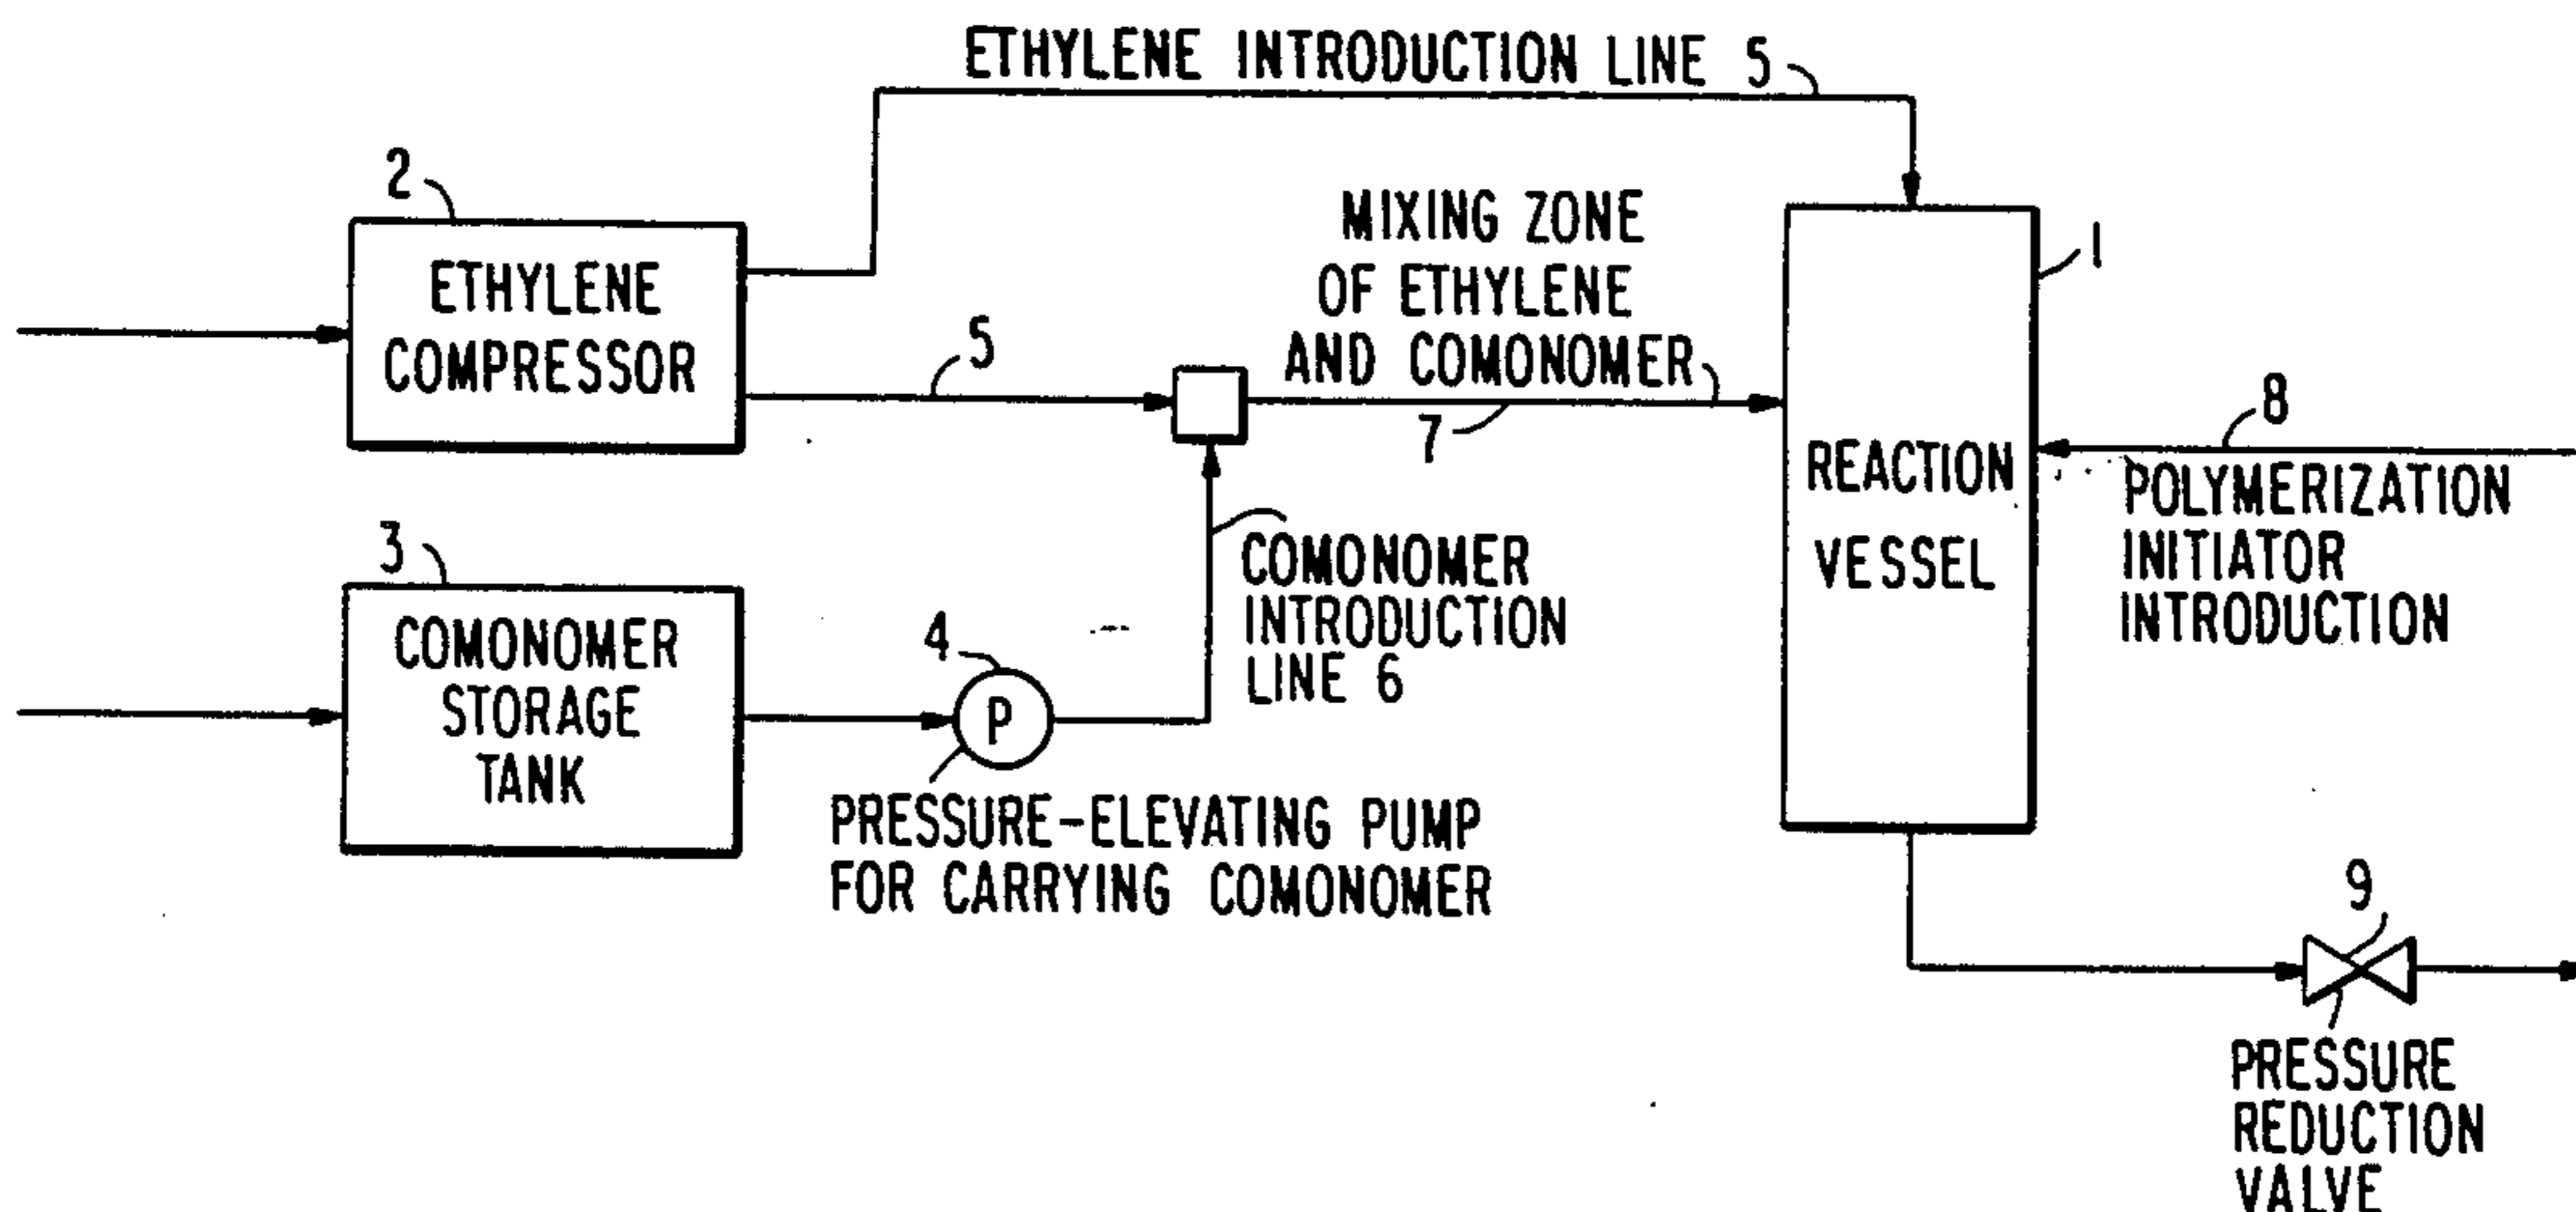 ETHYLENE INTRODUCTION LINE 5
2
ETHYLENE
COMPRESSOR
5
MIXING ZONE
OF ETHYLENE
AND COMONOMER
7
1
REACTION
VESSEL
8
POLYMERIZATION
INITIATOR
INTRODUCTION
3
COMONOMER
STORAGE
TANK
4
P
COMONOMER
INTRODUCTION
LINE 6
PRESSURE-ELEVATING PUMP
FOR CARRYING COMONOMER
9
PRESSURE
REDUCTION
VALVE